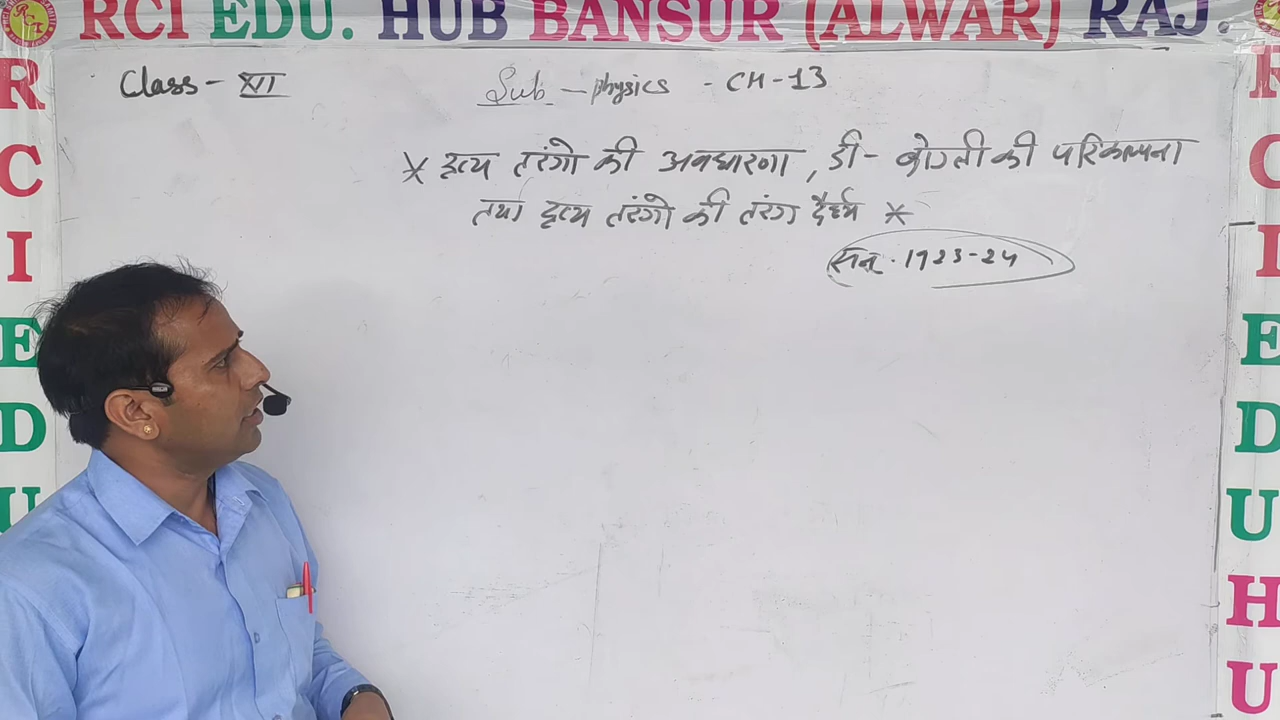 RCI EDU. HUB BANSUR (ALWAR) RAJ.
R C I E D U
Class - XII
Sub - physics - CH-13
* द्रव्य तरंगो की अवधारणा, डी - ब्रोग्ली की परिकल्पना
तथा द्रव्य तरंगो की तरंग दैर्ध्य *
सन् . 1923-24
R C I E D U H U